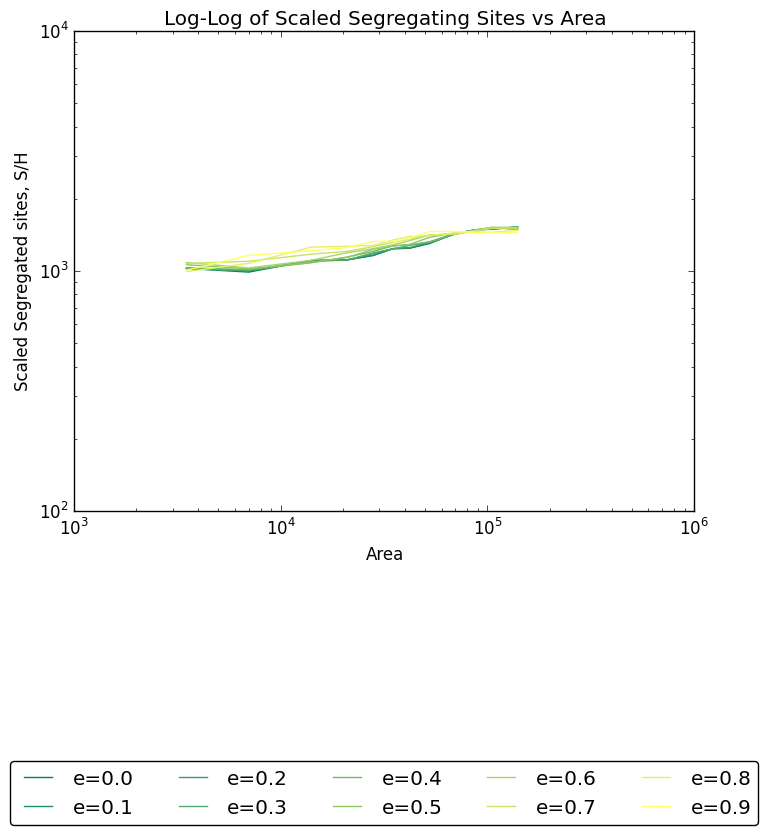 Log-Log of Scaled Segregating Sites vs Area
10^4
10^3
10^2
Scaled Segregated sites, S/H
10^3 10^4 10^5 10^6
Area
e=0.0 e=0.2 e=0.4 e=0.6 e=0.8
e=0.1 e=0.3 e=0.5 e=0.7 e=0.9